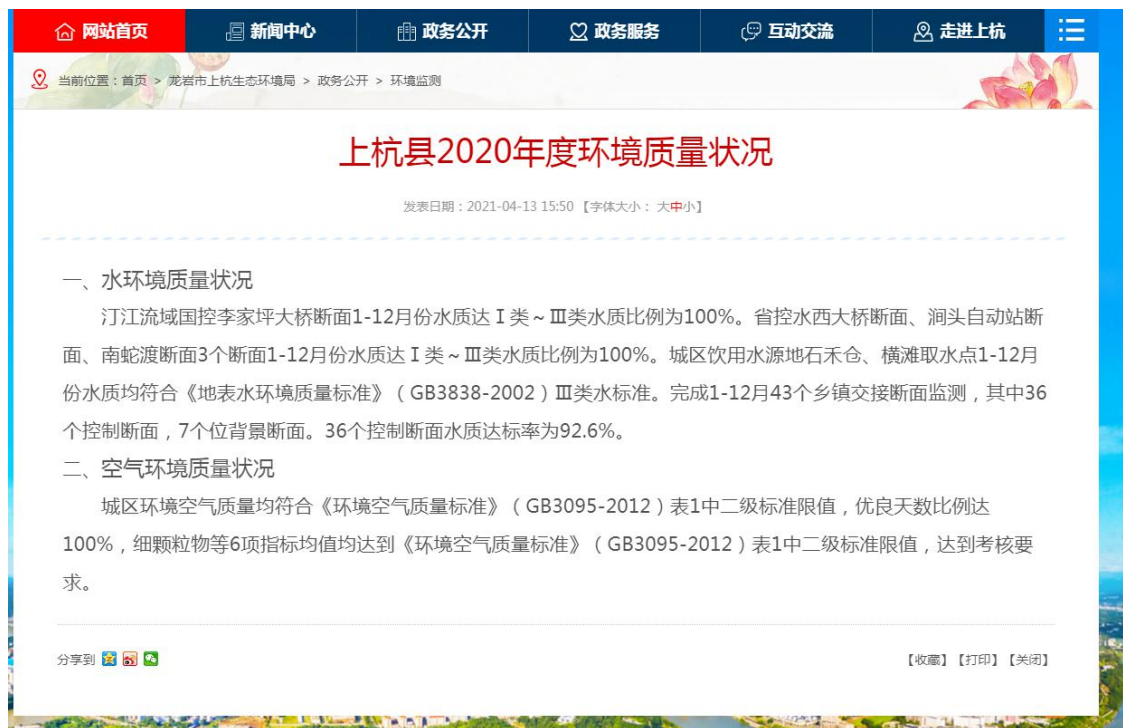 网站首页 新闻中心 政务公开 政务服务 互动交流 走进上杭
当前位置：首页 > 龙岩市上杭生态环境局 > 政务公开 > 环境监测
上杭县2020年度环境质量状况
发表日期：2021-04-13 15:50 【字体大小： 大中小】
一、水环境质量状况
汀江流域国控李家坪大桥断面1-12月份水质达Ⅰ类～Ⅲ类水质比例为100%。省控水西大桥断面、涧头自动站断
面、南蛇渡断面3个断面1-12月份水质达Ⅰ类～Ⅲ类水质比例为100%。城区饮用水源地石禾仓、横滩取水点1-12月
份水质均符合《地表水环境质量标准》（GB3838-2002）Ⅲ类水标准。完成1-12月43个乡镇交接断面监测，其中36
个控制断面，7个位背景断面。36个控制断面水质达标率为92.6%。
二、空气环境质量状况
城区环境空气质量均符合《环境空气质量标准》（GB3095-2012）表1中二级标准限值，优良天数比例达
100%，细颗粒物等6项指标均值均达到《环境空气质量标准》（GB3095-2012）表1中二级标准限值，达到考核要
求。
分享到 【收藏】【打印】【关闭】